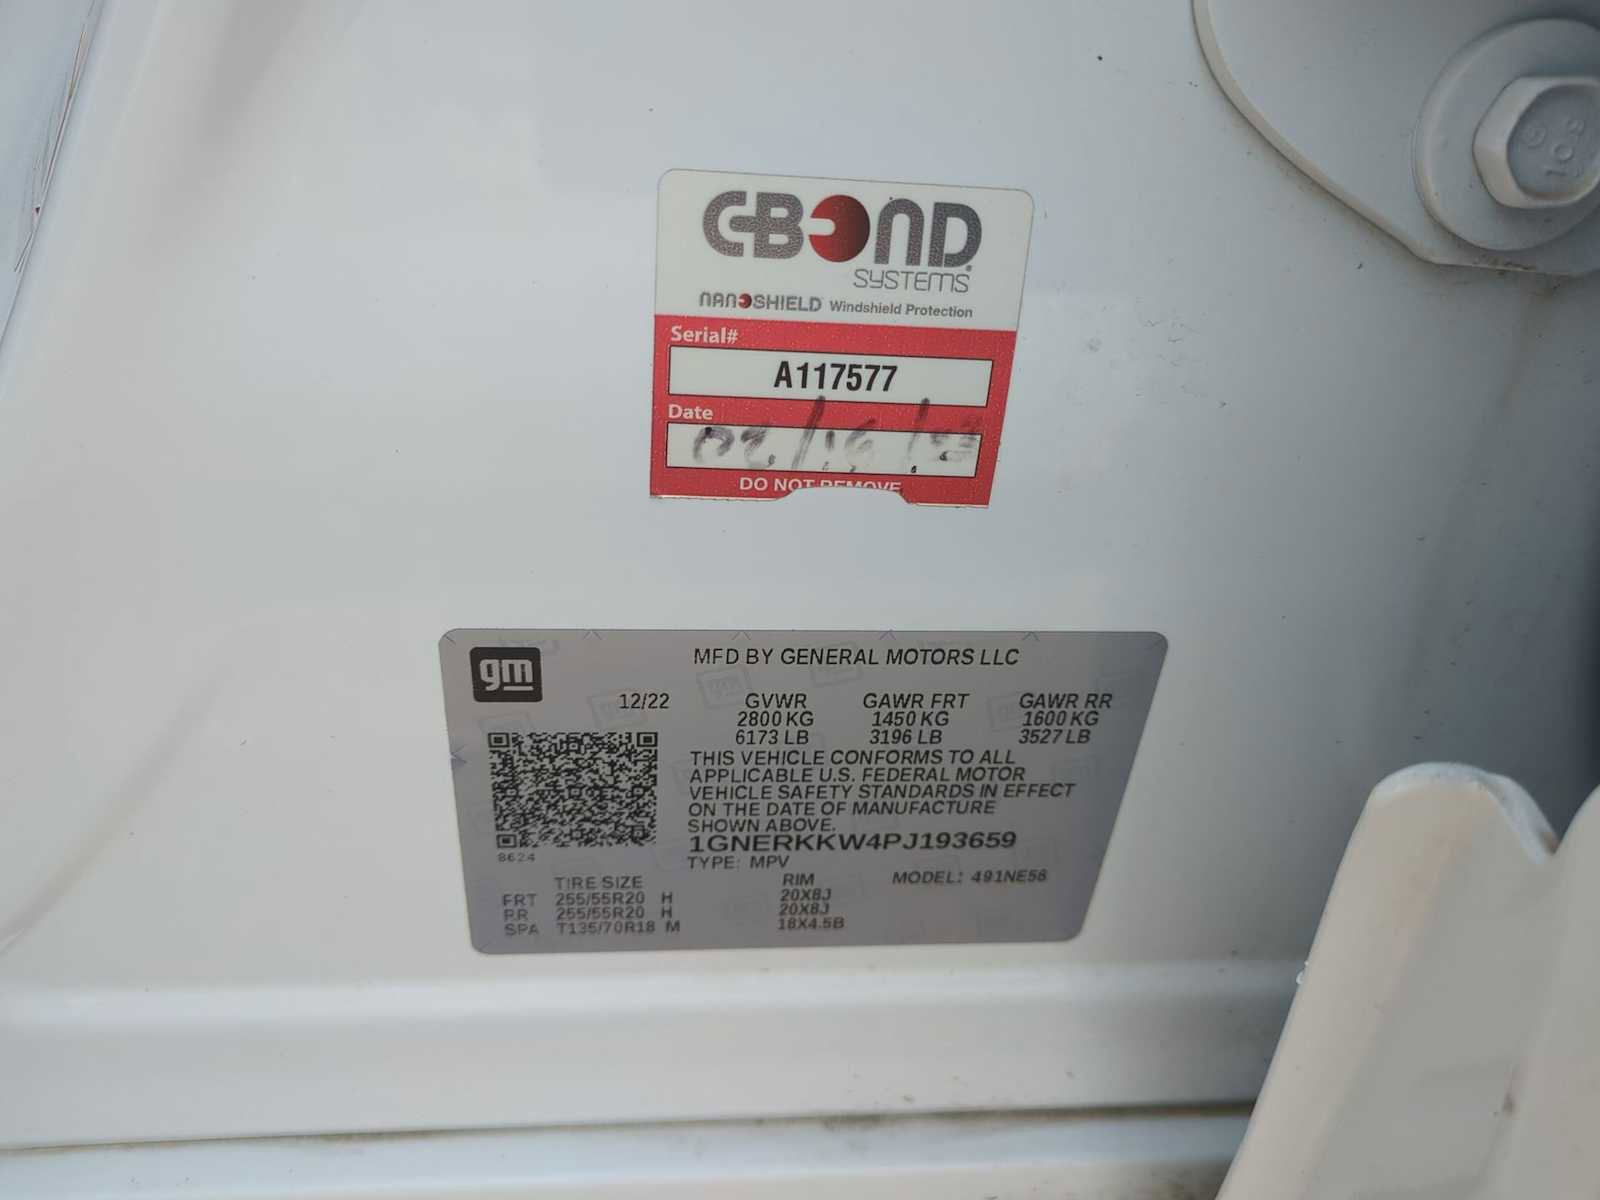 C-BOND
SYSTEMS
NANOSHIELD Windshield Protection
Serial#
A117577
Date
02/16/23
DO NOT REMOVE
gm
MFD BY GENERAL MOTORS LLC
12/22 GVWR GAWR FRT GAWR RR
2800 KG 1450 KG 1600 KG
6173 LB 3196 LB 3527 LB
THIS VEHICLE CONFORMS TO ALL
APPLICABLE U.S. FEDERAL MOTOR
VEHICLE SAFETY STANDARDS IN EFFECT
ON THE DATE OF MANUFACTURE
SHOWN ABOVE.
1GNERKKW4PJ193659
8624
TYPE: MPV
TIRE SIZE RIM MODEL: 491NE56
FRT 255/55R20 H 20X8J
RR 255/55R20 H 20X8J
SPA T135/70R18 M 18X4.5B
10S